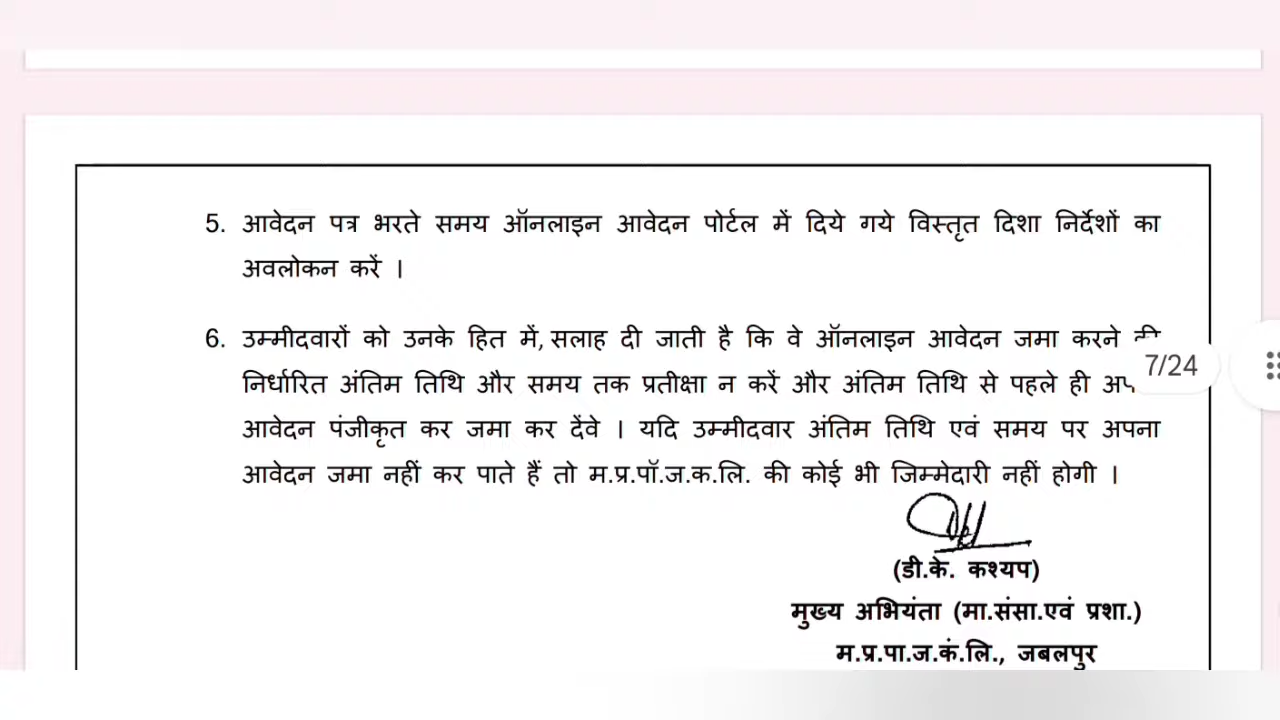 5. आवेदन पत्र भरते समय ऑनलाइन आवेदन पोर्टल में दिये गये विस्तृत दिशा निर्देशों का
अवलोकन करें ।
6. उम्मीदवारों को उनके हित में, सलाह दी जाती है कि वे ऑनलाइन आवेदन जमा करने की
7/24
निर्धारित अंतिम तिथि और समय तक प्रतीक्षा न करें और अंतिम तिथि से पहले ही
आवेदन पंजीकृत कर जमा कर देंवे । यदि उम्मीदवार अंतिम तिथि एवं समय पर अपना
आवेदन जमा नहीं कर पाते हैं तो म.प्र.पॉ.ज.क.लि. की कोई भी जिम्मेदारी नहीं होगी ।
(डी.के. कश्यप)
मुख्य अभियंता (मा.संसा.एवं प्रशा.)
म.प्र.पा.ज.कं.लि., जबलपुर